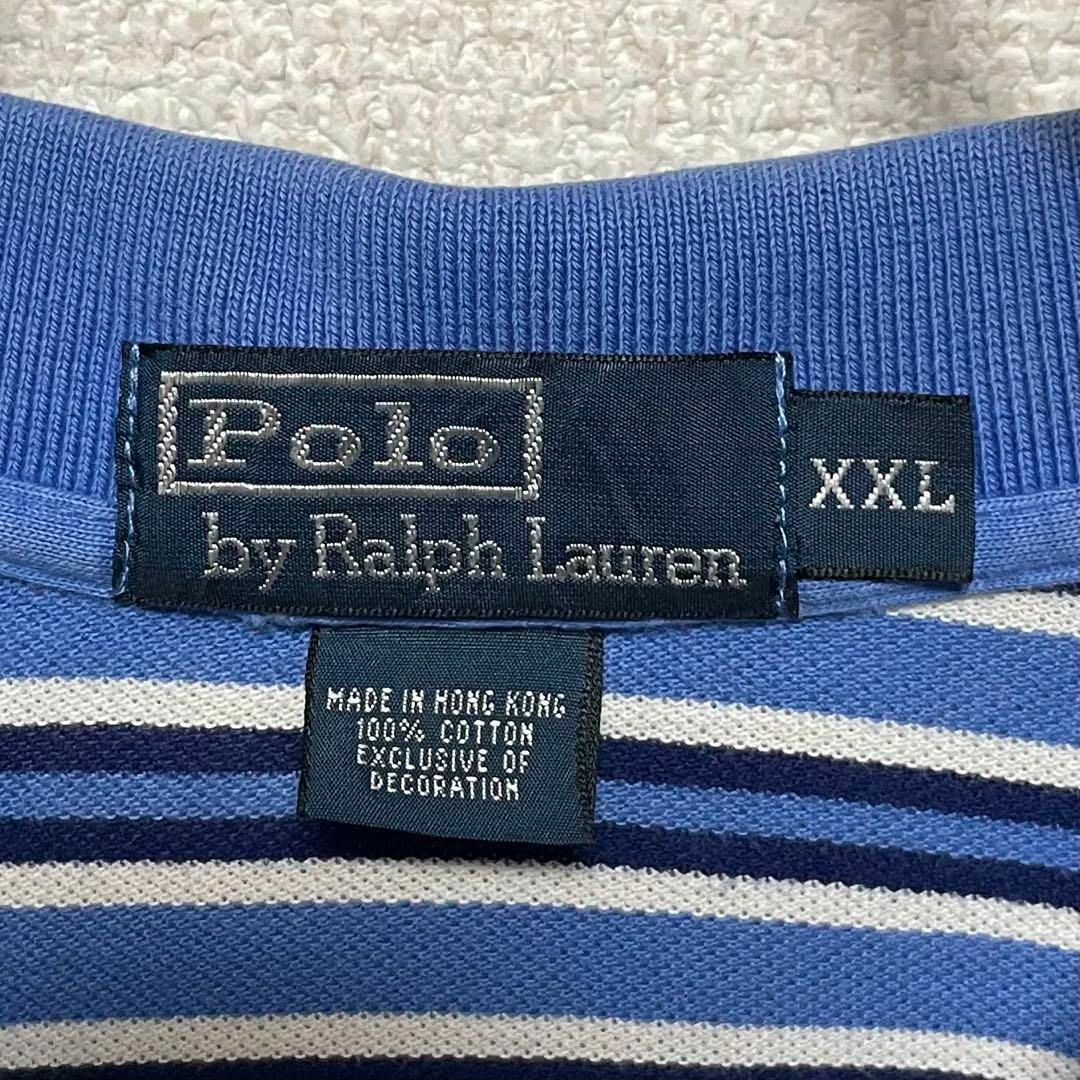 Polo
by Ralph Lauren
XXL
MADE IN HONG KONG
100% COTTON
EXCLUSIVE OF
DECORATION